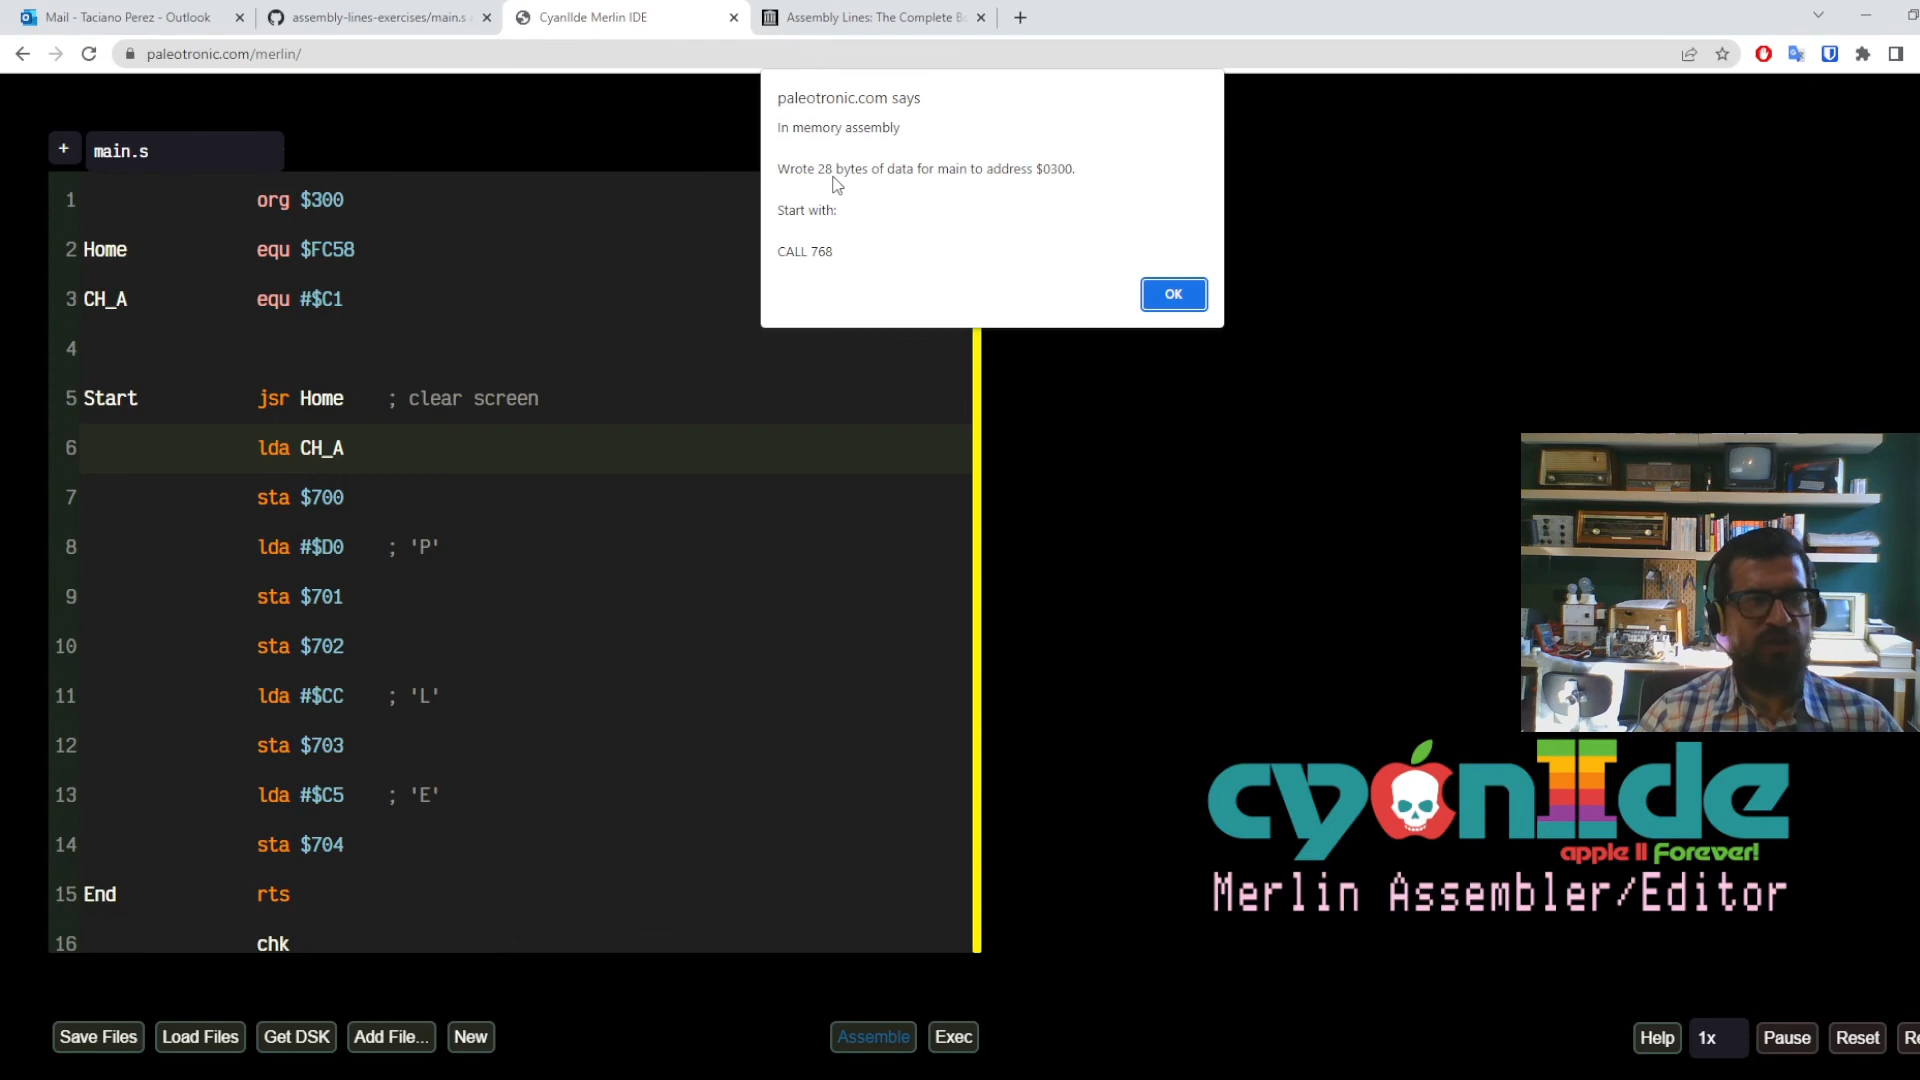 Mail - Taciano Perez - Outlook
assembly-lines-exercises/main.s
CyanIIde Merlin IDE
Assembly Lines: The Complete Bo
paleotronic.com/merlin/
paleotronic.com says
In memory assembly
Wrote 28 bytes of data for main to address $0300.
Start with:
CALL 768
OK
+ main.s
1 org $300
2 Home equ $FC58
3 CH_A equ #$C1
4
5 Start jsr Home ; clear screen
6 lda CH_A
7 sta $700
8 lda #$D0 ; 'P'
9 sta $701
10 sta $702
11 lda #$CC ; 'L'
12 sta $703
13 lda #$C5 ; 'E'
14 sta $704
15 End rts
16 chk
cyanIIde
apple II Forever!
Merlin Assembler/Editor
Save Files Load Files Get DSK Add File... New Assemble Exec Help 1x Pause Reset Re